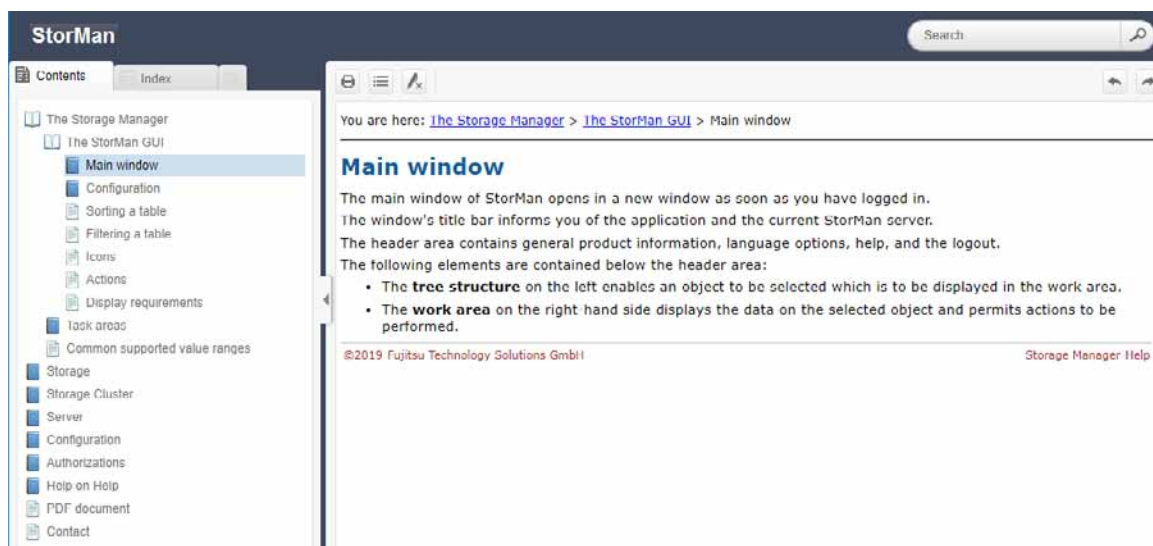 StorMan
Search
Contents
Index
The Storage Manager
The StorMan GUI
Main window
Configuration
Sorting a table
Filtering a table
Icons
Actions
Display requirements
Task areas
Common supported value ranges
Storage
Storage Cluster
Server
Configuration
Authorizations
Help on Help
PDF document
Contact
You are here: The Storage Manager > The StorMan GUI > Main window
Main window
The main window of StorMan opens in a new window as soon as you have logged in.
The window's title bar informs you of the application and the current StorMan server.
The header area contains general product information, language options, help, and the logout.
The following elements are contained below the header area:
• The tree structure on the left enables an object to be selected which is to be displayed in the work area.
• The work area on the right hand side displays the data on the selected object and permits actions to be
performed.
©2019 Fujitsu Technology Solutions GmbH
Storage Manager Help